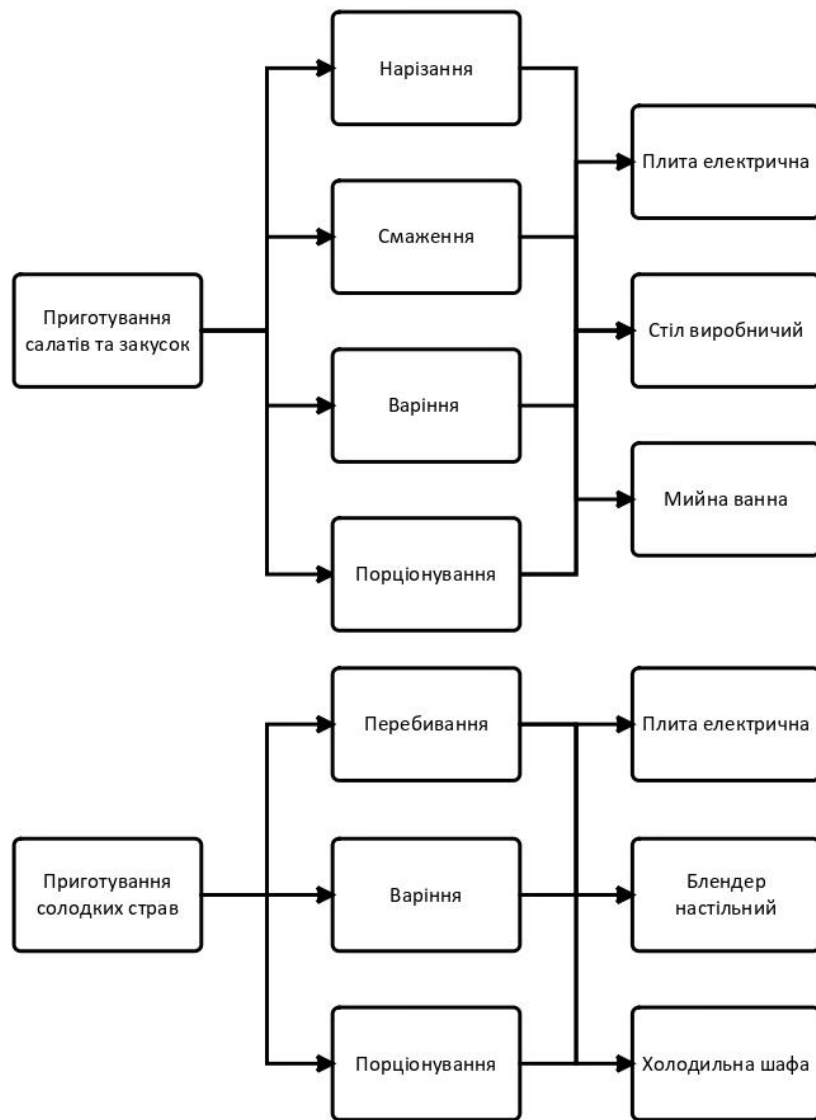 Нарізання
Плита електрична
Смаження
Приготування
салатів та закусок
Стіл виробничий
Варіння
Мийна ванна
Порціонування
Перебивання
Плита електрична
Приготування
солодких страв
Варіння
Блендер
настільний
Порціонування
Холодильна шафа